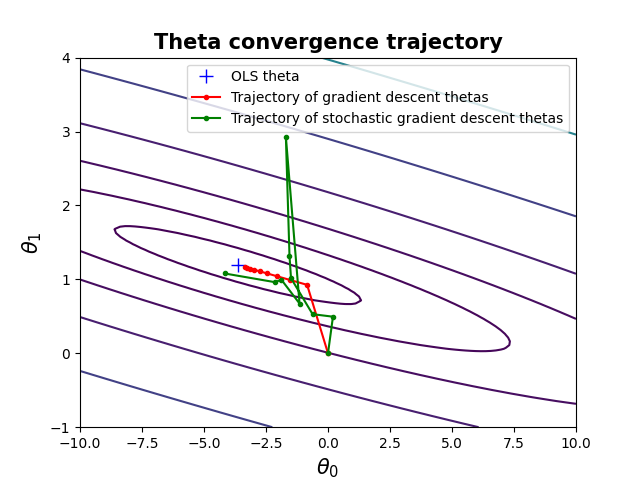 Theta convergence trajectory
OLS theta
Trajectory of gradient descent thetas
Trajectory of stochastic gradient descent thetas
4
3
2
1
0
−1
θ1
−10.0 −7.5 −5.0 −2.5 0.0 2.5 5.0 7.5 10.0
θ0